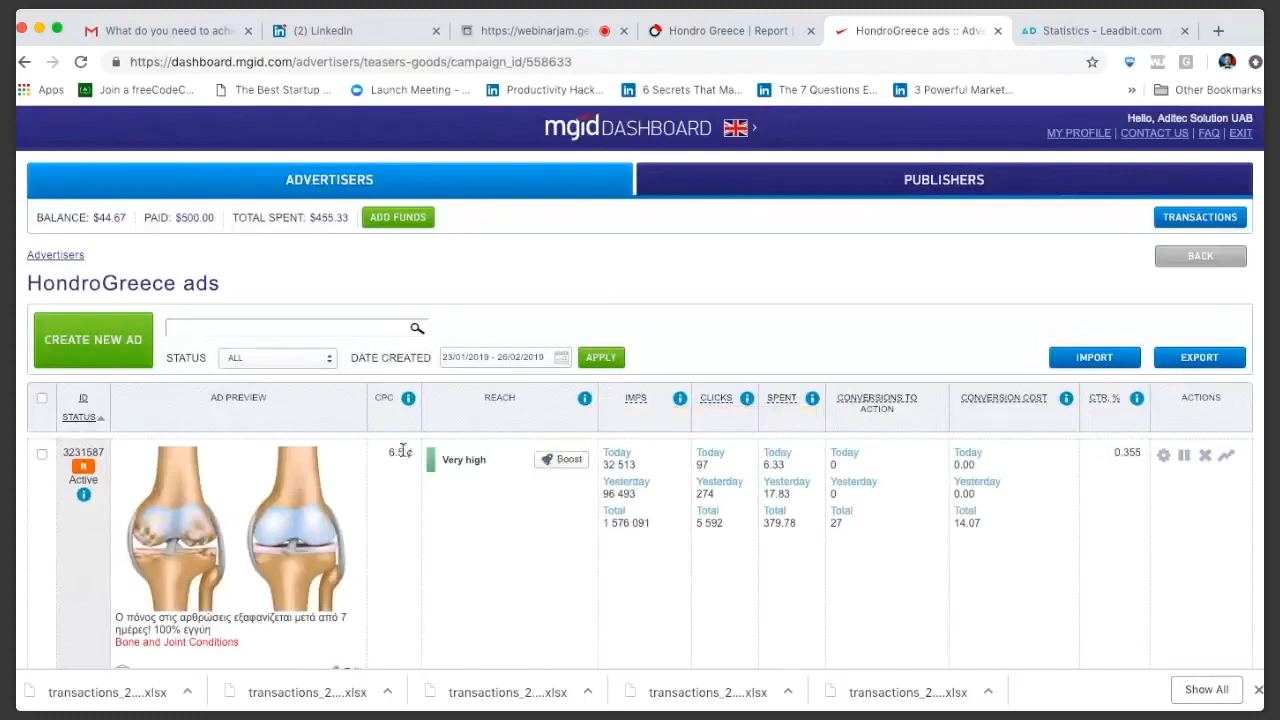 What do you need to ach
(2) LinkedIn
https://webinarjam.ge
Hondro Greece | Report
HondroGreece ads :: Adve
Statistics - Leadbit.com
https://dashboard.mgid.com/advertisers/teasers-goods/campaign_id/558633
Apps
Join a freeCodeC...
The Best Startup ...
Launch Meeting - ...
Productivity Hack...
6 Secrets That Ma...
The 7 Questions E...
3 Powerful Market...
»
Other Bookmarks
mgid DASHBOARD
Hello, Aditec Solution UAB
MY PROFILE | CONTACT US | FAQ | EXIT
ADVERTISERS
PUBLISHERS
BALANCE: $44.67
PAID: $500.00
TOTAL SPENT: $455.33
ADD FUNDS
TRANSACTIONS
Advertisers
BACK
HondroGreece ads
CREATE NEW AD
STATUS
ALL
DATE CREATED
23/01/2019 - 26/02/2019
APPLY
IMPORT
EXPORT
ID
STATUS
AD PREVIEW
CPC
REACH
IMPS
CLICKS
SPENT
CONVERSIONS TO
ACTION
CONVERSION COST
CTR, %
ACTIONS
3231587
R
Active
Very high
Boost
Today
32 513
Yesterday
96 493
Total
1 576 091
Today
97
Yesterday
274
Total
5 592
Today
6.33
Yesterday
17.83
Total
379.78
Today
0
Yesterday
0
Total
27
Today
0.00
Yesterday
0.00
Total
14.07
0.355
Ο πόνος στις αρθρώσεις εξαφανίζεται μετά από 7
ημέρες! 100% εγγύη
Bone and Joint Conditions
transactions_2....xlsx
transactions_2....xlsx
transactions_2....xlsx
transactions_2....xlsx
transactions_2....xlsx
Show All